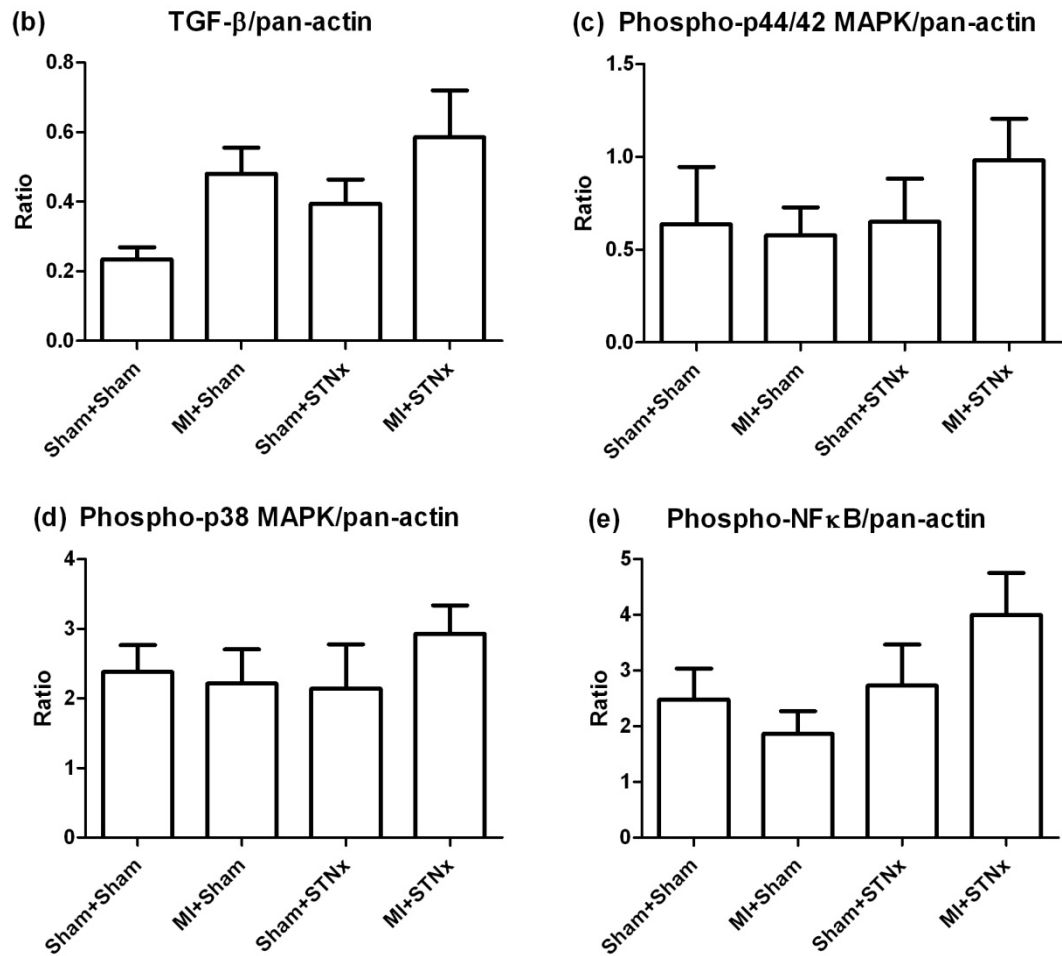 (b) TGF-β/pan-actin
0.8
0.6
0.4
0.2
0.0
Ratio
Sham+Sham
MI+Sham
Sham+STNx
MI+STNx
(c) Phospho-p44/42 MAPK/pan-actin
1.5
1.0
0.5
0.0
Ratio
Sham+Sham
MI+Sham
Sham+STNx
MI+STNx
(d) Phospho-p38 MAPK/pan-actin
4
3
2
1
0
Ratio
Sham+Sham
MI+Sham
Sham+STNx
MI+STNx
(e) Phospho-NFκB/pan-actin
5
4
3
2
1
0
Ratio
Sham+Sham
MI+Sham
Sham+STNx
MI+STNx